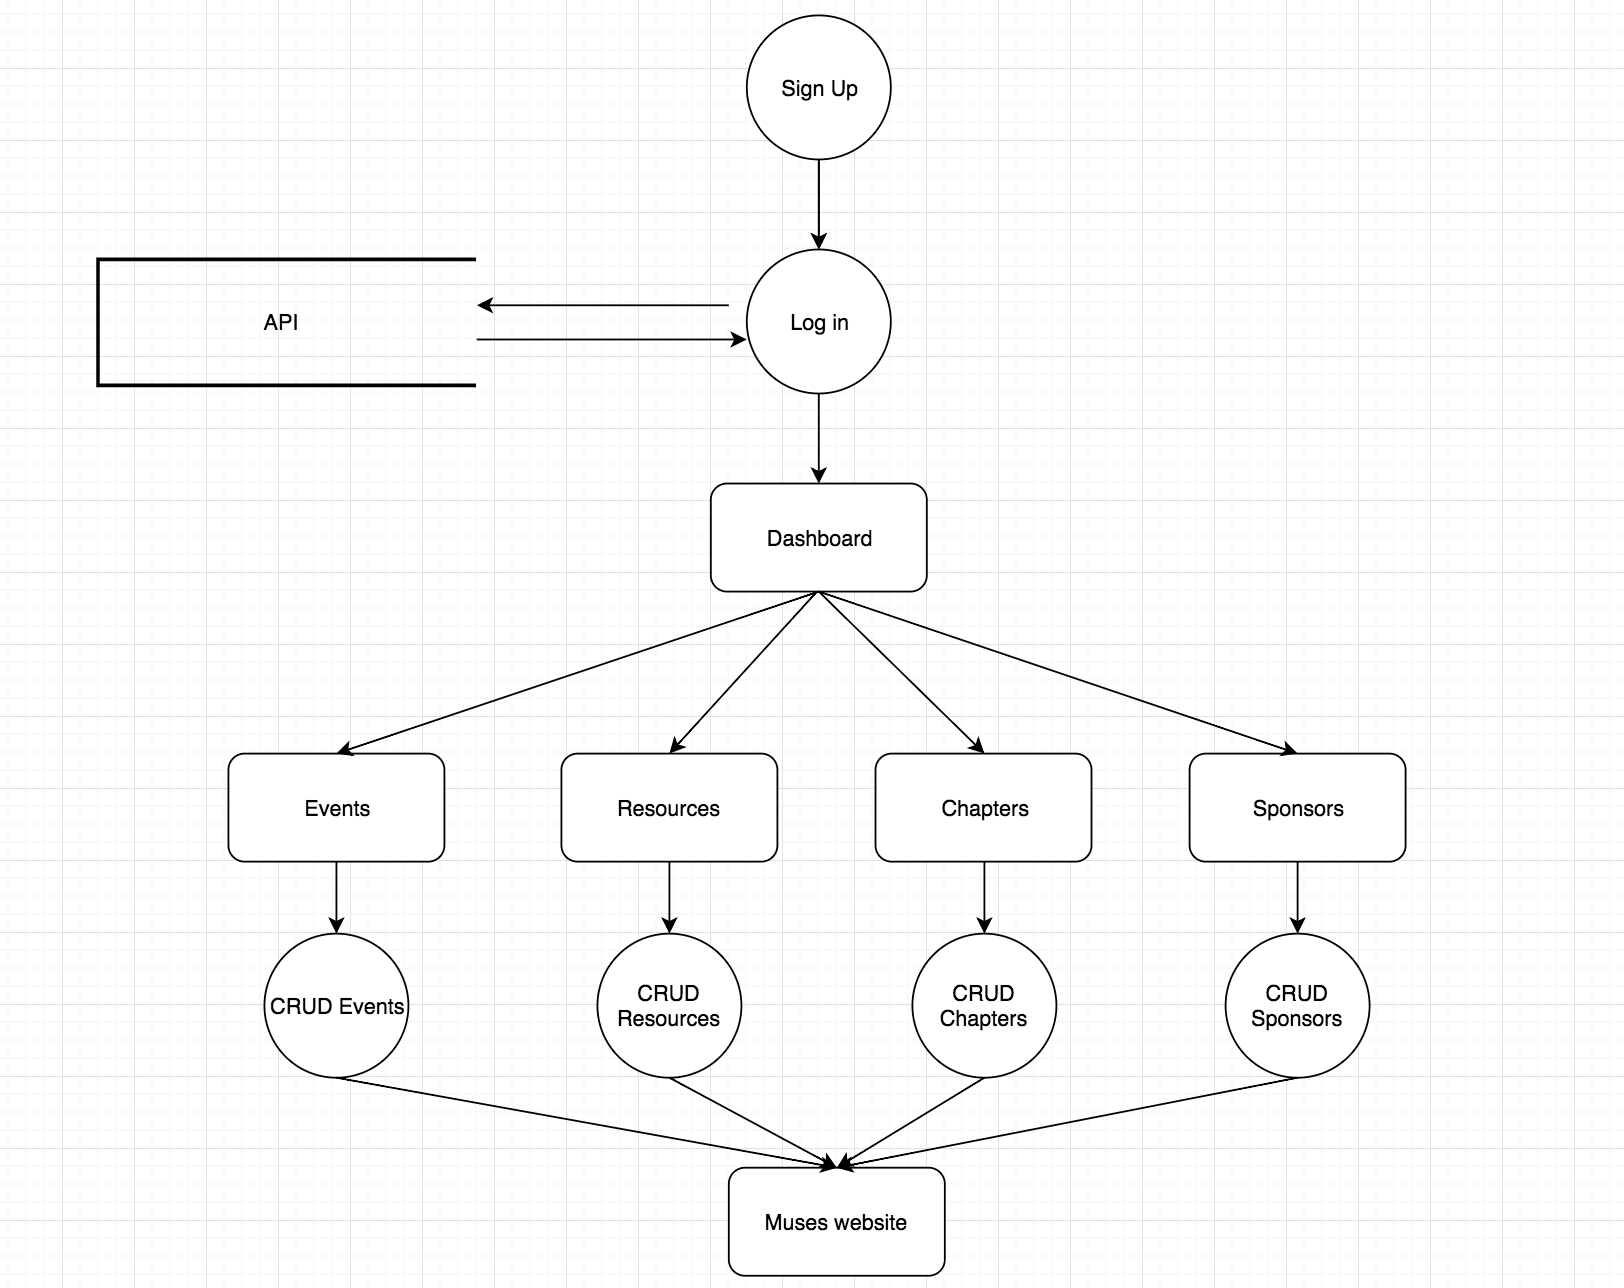 Sign Up
API
Log in
Dashboard
Events
Resources
Chapters
Sponsors
CRUD Events
CRUD
Resources
CRUD
Chapters
CRUD
Sponsors
Muses website